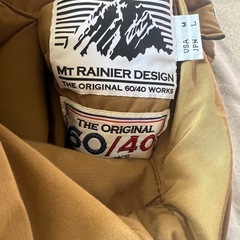 MT RAINIER DESIGN
THE ORIGINAL 60/40 WORKS
THE ORIGINAL
60/40
USA M
JPN L